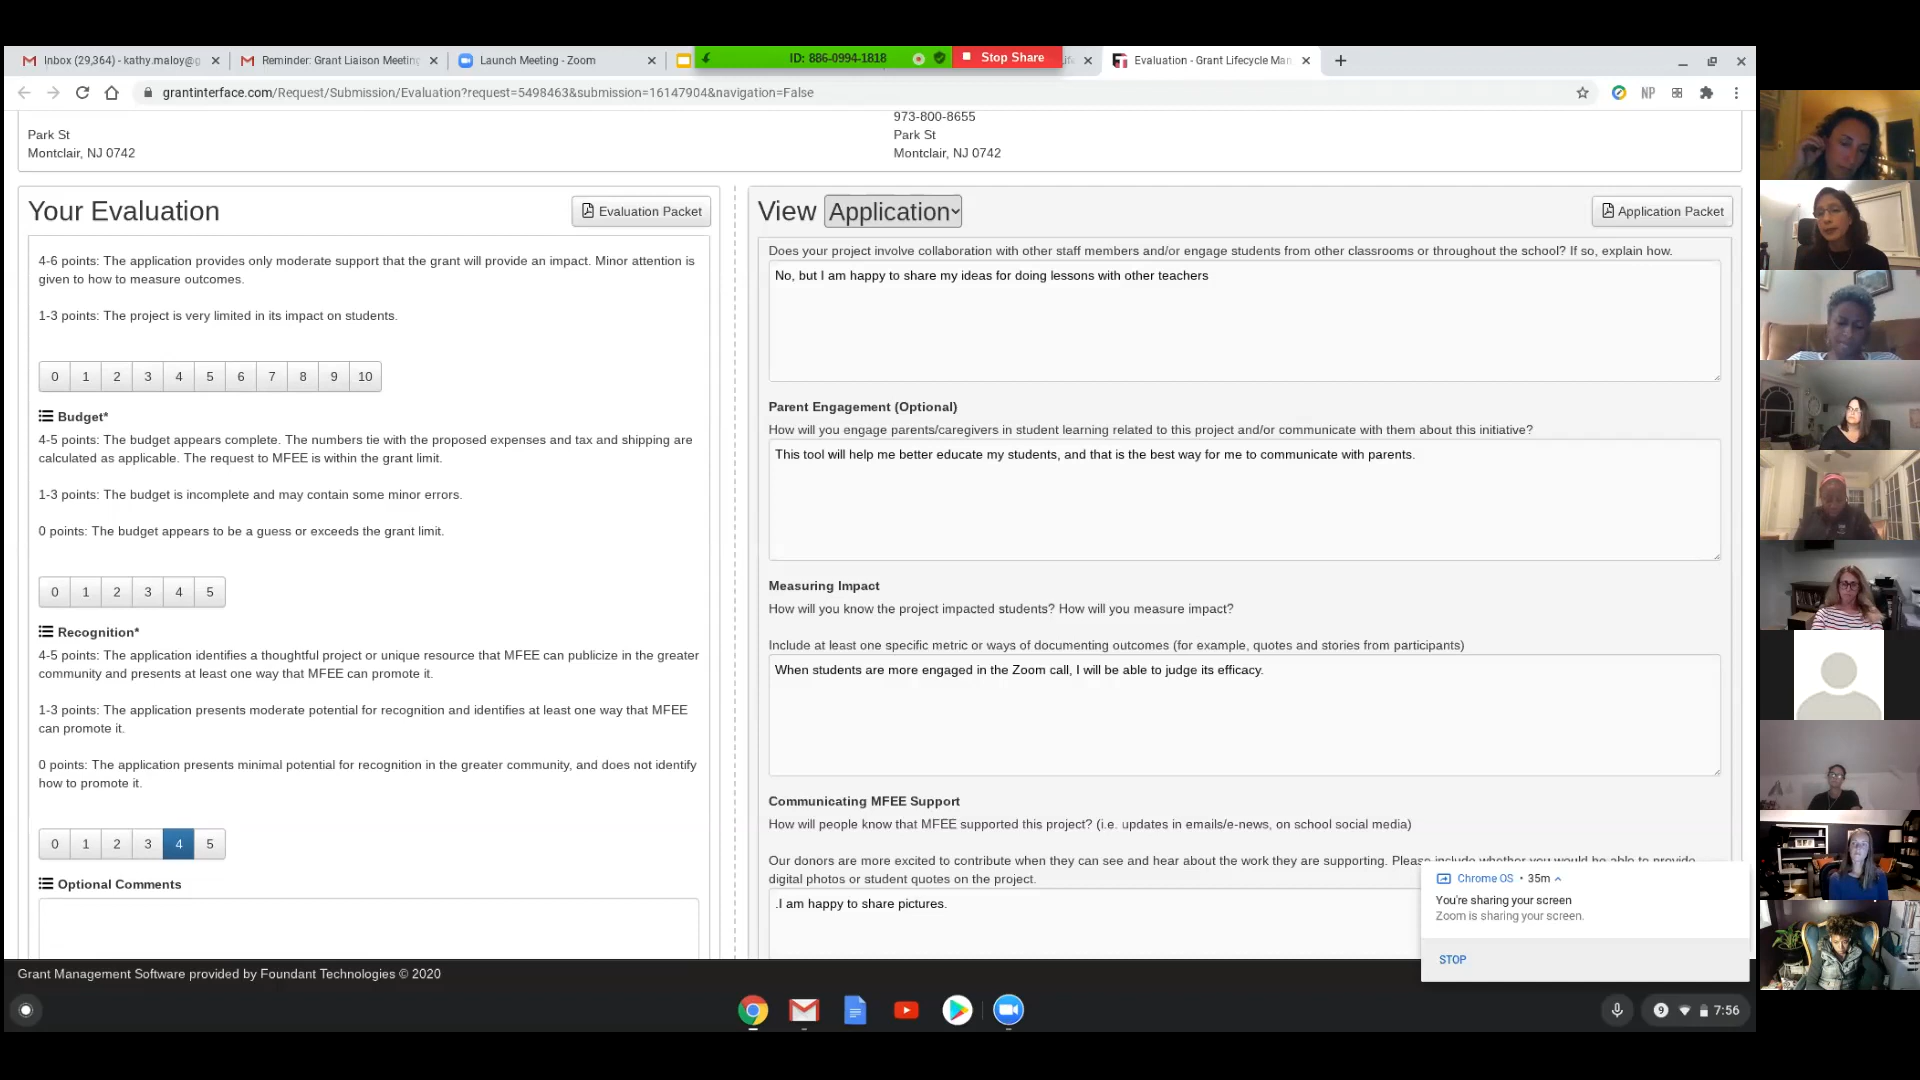 Inbox (29,364) - kathy.maloy@g
Reminder: Grant Liaison Meeting
Launch Meeting - Zoom
ID: 886-0994-1818
Stop Share
Evaluation - Grant Lifecycle Man
grantinterface.com/Request/Submission/Evaluation?request=5498463&submission=16147904&navigation=False
NP
Park St
Montclair, NJ 0742
973-800-8655
Park St
Montclair, NJ 0742
Your Evaluation
Evaluation Packet
4-6 points: The application provides only moderate support that the grant will provide an impact. Minor attention is
given to how to measure outcomes.
1-3 points: The project is very limited in its impact on students.
0 1 2 3 4 5 6 7 8 9 10
Budget*
4-5 points: The budget appears complete. The numbers tie with the proposed expenses and tax and shipping are
calculated as applicable. The request to MFEE is within the grant limit.
1-3 points: The budget is incomplete and may contain some minor errors.
0 points: The budget appears to be a guess or exceeds the grant limit.
0 1 2 3 4 5
Recognition*
4-5 points: The application identifies a thoughtful project or unique resource that MFEE can publicize in the greater
community and presents at least one way that MFEE can promote it.
1-3 points: The application presents moderate potential for recognition and identifies at least one way that MFEE
can promote it.
0 points: The application presents minimal potential for recognition in the greater community, and does not identify
how to promote it.
0 1 2 3 4 5
Optional Comments
View Application
Application Packet
Does your project involve collaboration with other staff members and/or engage students from other classrooms or throughout the school? If so, explain how.
No, but I am happy to share my ideas for doing lessons with other teachers
Parent Engagement (Optional)
How will you engage parents/caregivers in student learning related to this project and/or communicate with them about this initiative?
This tool will help me better educate my students, and that is the best way for me to communicate with parents.
Measuring Impact
How will you know the project impacted students? How will you measure impact?
Include at least one specific metric or ways of documenting outcomes (for example, quotes and stories from participants)
When students are more engaged in the Zoom call, I will be able to judge its efficacy.
Communicating MFEE Support
How will people know that MFEE supported this project? (i.e. updates in emails/e-news, on school social media)
Our donors are more excited to contribute when they can see and hear about the work they are supporting. Please include whether you would be able to provide
digital photos or student quotes on the project.
.I am happy to share pictures.
Chrome OS • 35m
You're sharing your screen
Zoom is sharing your screen.
STOP
Grant Management Software provided by Foundant Technologies © 2020
9 7:56